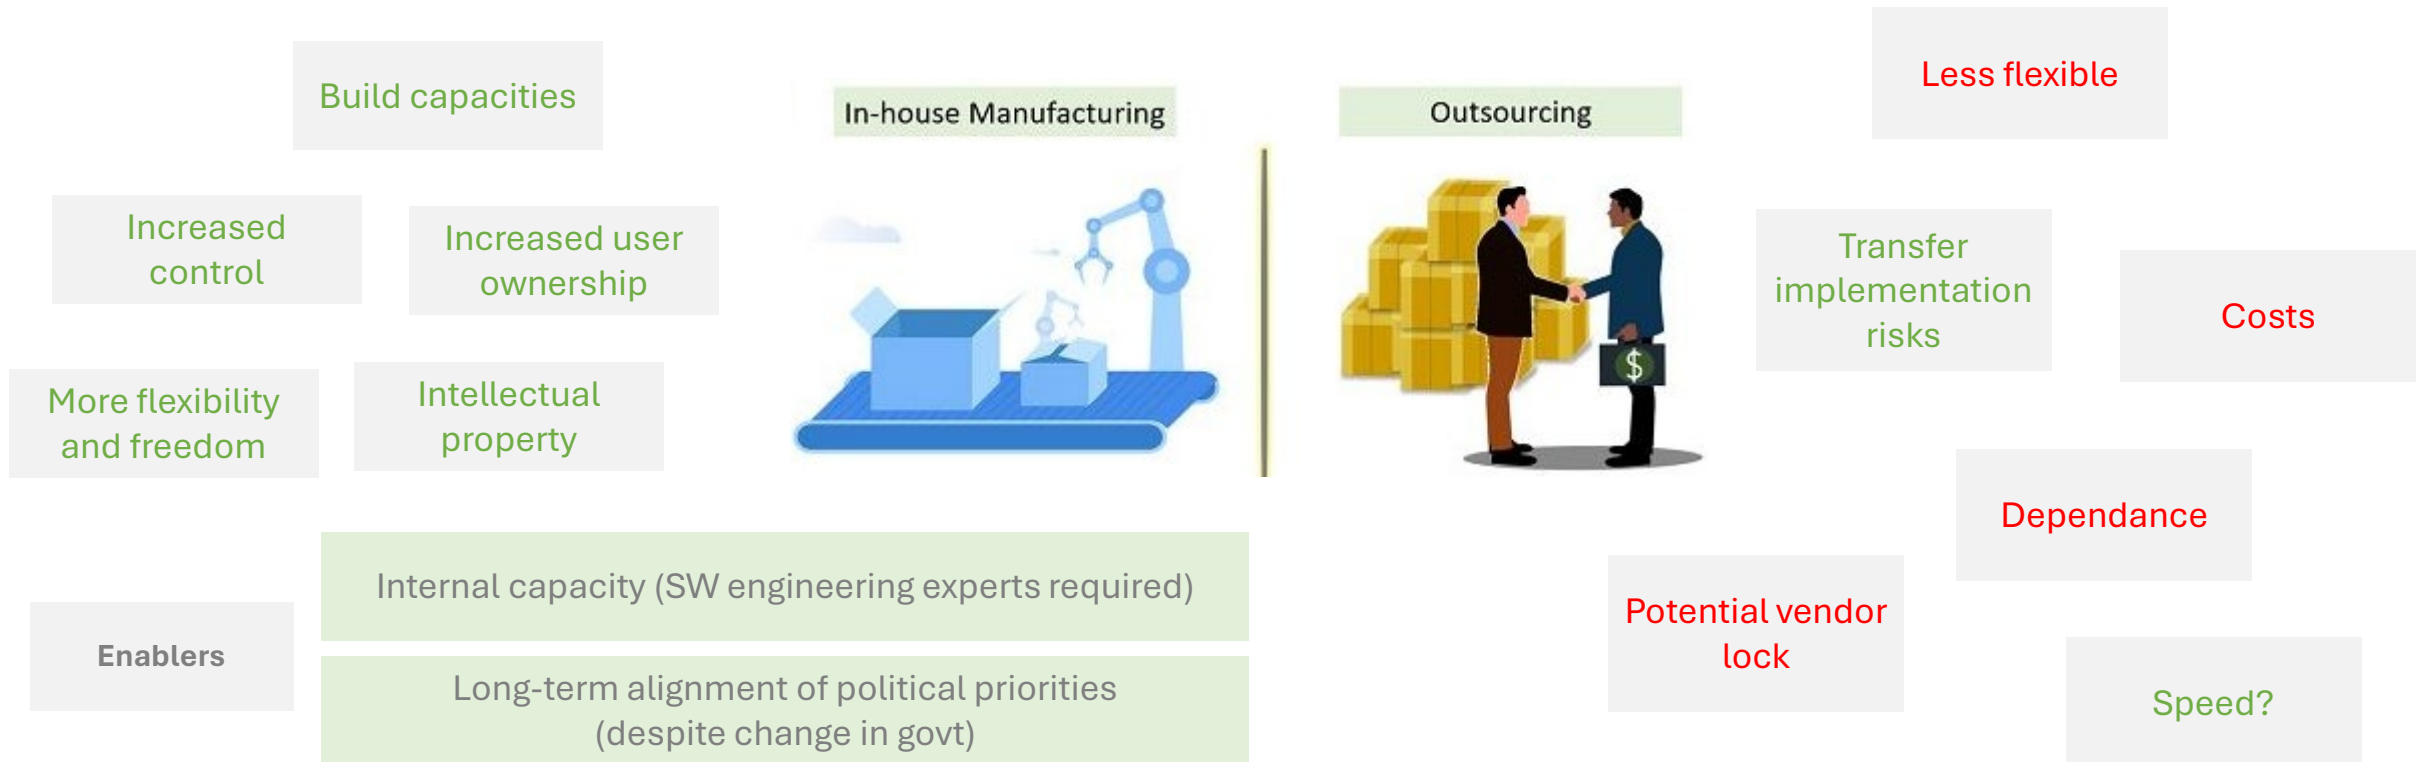 Build capacities
Increased
control
Increased user
ownership
More flexibility
and freedom
Intellectual
property
In-house Manufacturing
Outsourcing
$
Less flexible
Transfer
implementation
risks
Costs
Dependance
Potential vendor
lock
Speed?
Enablers
Internal capacity (SW engineering experts required)
Long-term alignment of political priorities
(despite change in govt)